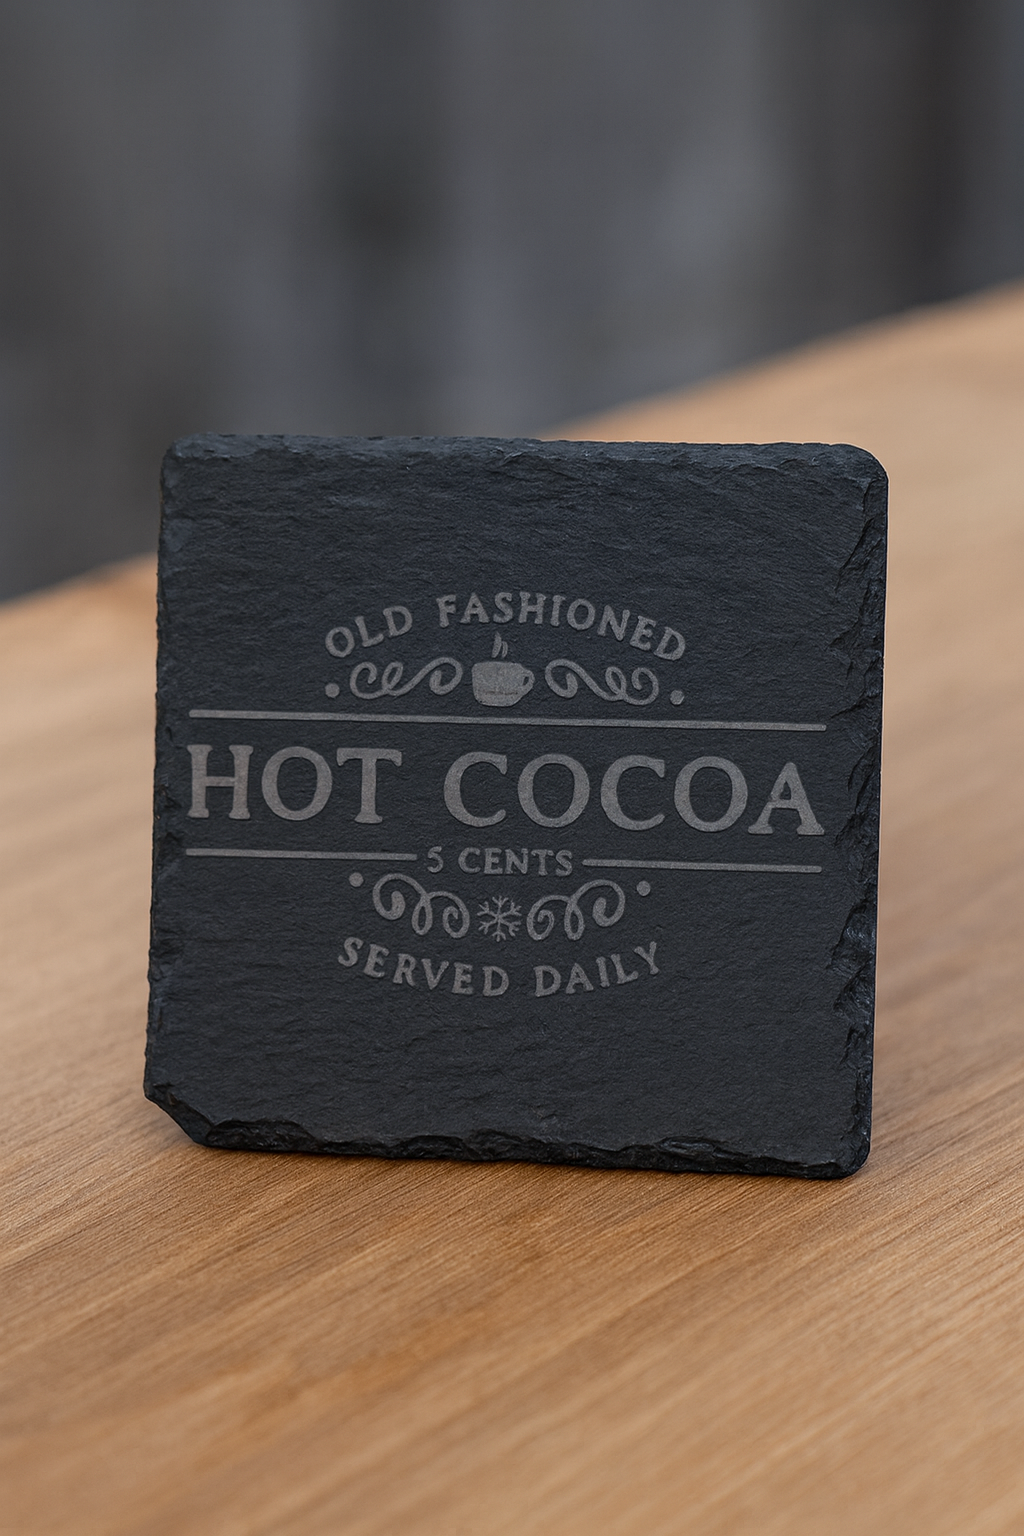 OLD FASHIONED
HOT COCOA
5 CENTS
SERVED DAILY